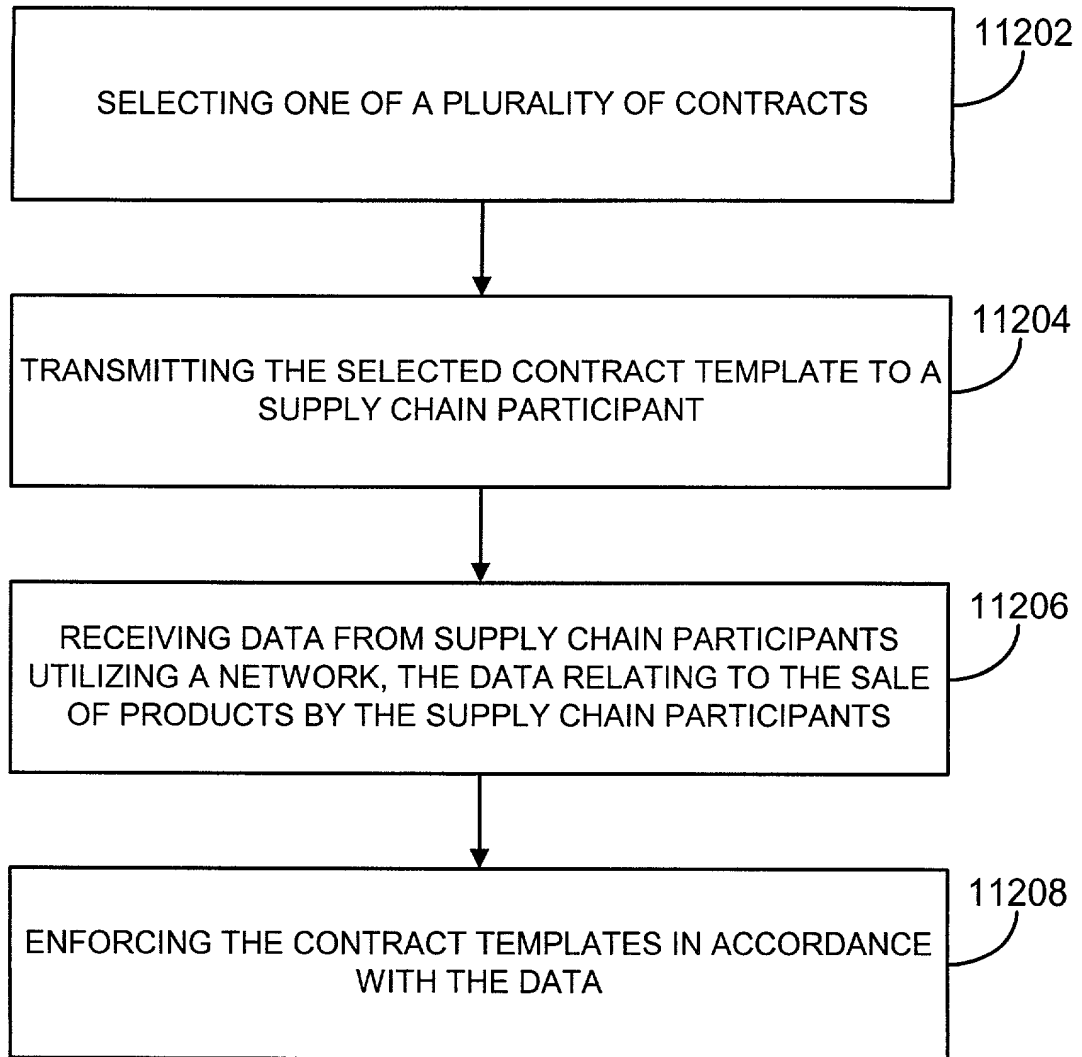 11202
SELECTING ONE OF A PLURALITY OF CONTRACTS
11204
TRANSMITTING THE SELECTED CONTRACT TEMPLATE TO A
SUPPLY CHAIN PARTICIPANT
11206
RECEIVING DATA FROM SUPPLY CHAIN PARTICIPANTS
UTILIZING A NETWORK, THE DATA RELATING TO THE SALE
OF PRODUCTS BY THE SUPPLY CHAIN PARTICIPANTS
11208
ENFORCING THE CONTRACT TEMPLATES IN ACCORDANCE
WITH THE DATA